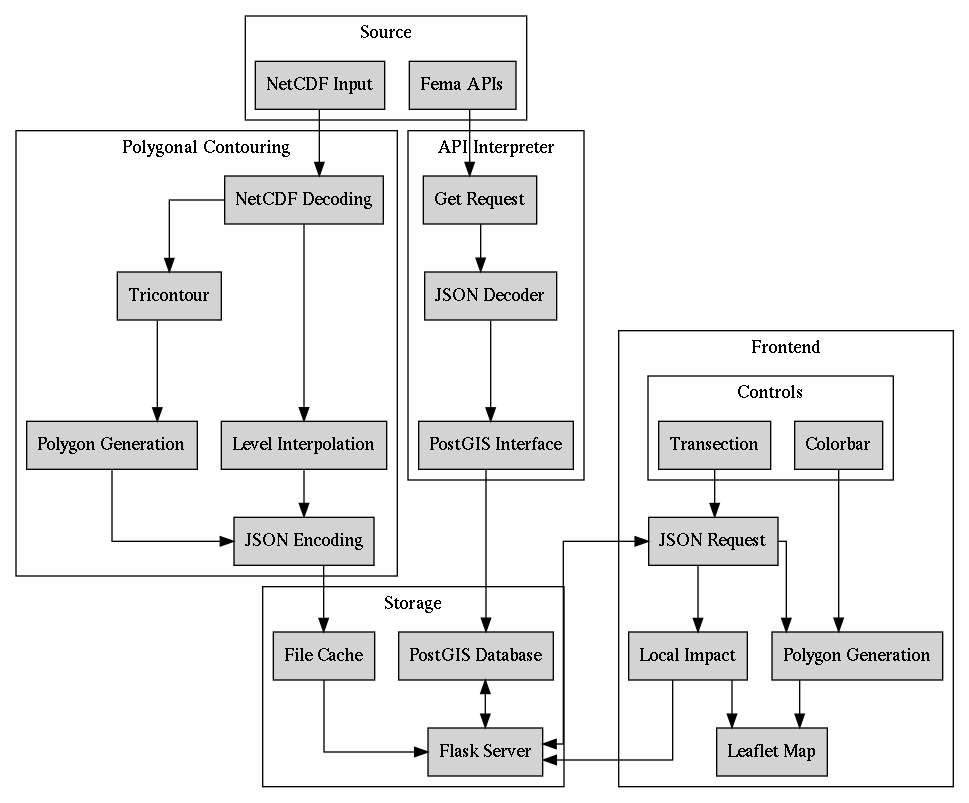 Source
NetCDF Input
Fema APIs
Polygonal Contouring
API Interpreter
NetCDF Decoding
Get Request
Tricontour
JSON Decoder
Frontend
Controls
Polygon Generation
Level Interpolation
PostGIS Interface
Transection
Colorbar
JSON Encoding
JSON Request
Storage
File Cache
PostGIS Database
Local Impact
Polygon Generation
Flask Server
Leaflet Map